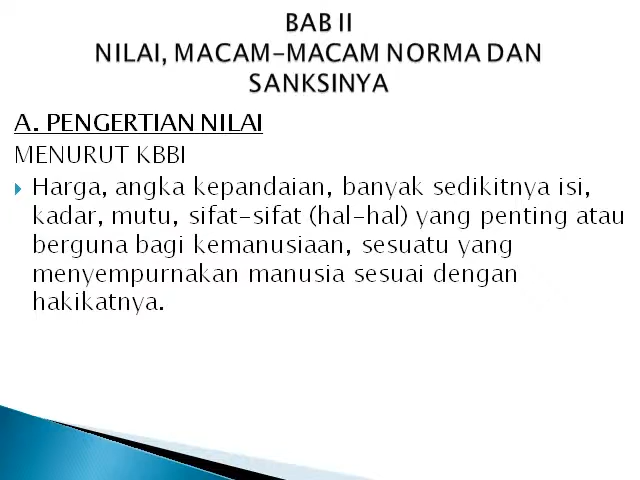 BAB II
NILAI, MACAM-MACAM NORMA DAN
SANKSINYA
A. PENGERTIAN NILAI
MENURUT KBBI
Harga, angka kepandaian, banyak sedikitnya isi,
kadar, mutu, sifat-sifat (hal-hal) yang penting atau
berguna bagi kemanusiaan, sesuatu yang
menyempurnakan manusia sesuai dengan
hakikatnya.